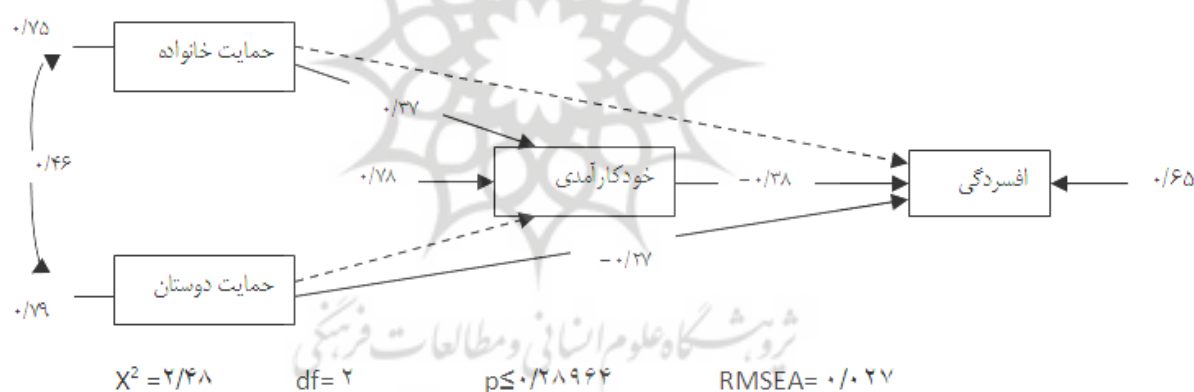 ۰/۷۵
حمایت خانواده
۰/۳۷
۰/۴۶
۰/۷۸
خودکارآمدی
-۰/۳۸
افسردگی
۰/۶۵
-۰/۲۷
حمایت دوستان
۰/۷۹
پژوهشگاه علوم انسانی و مطالعات فرهنگی
X² =۲/۴۸ df= ۲ p≤۰/۲۸۹۶۴ RMSEA= ۰/۰۲۷